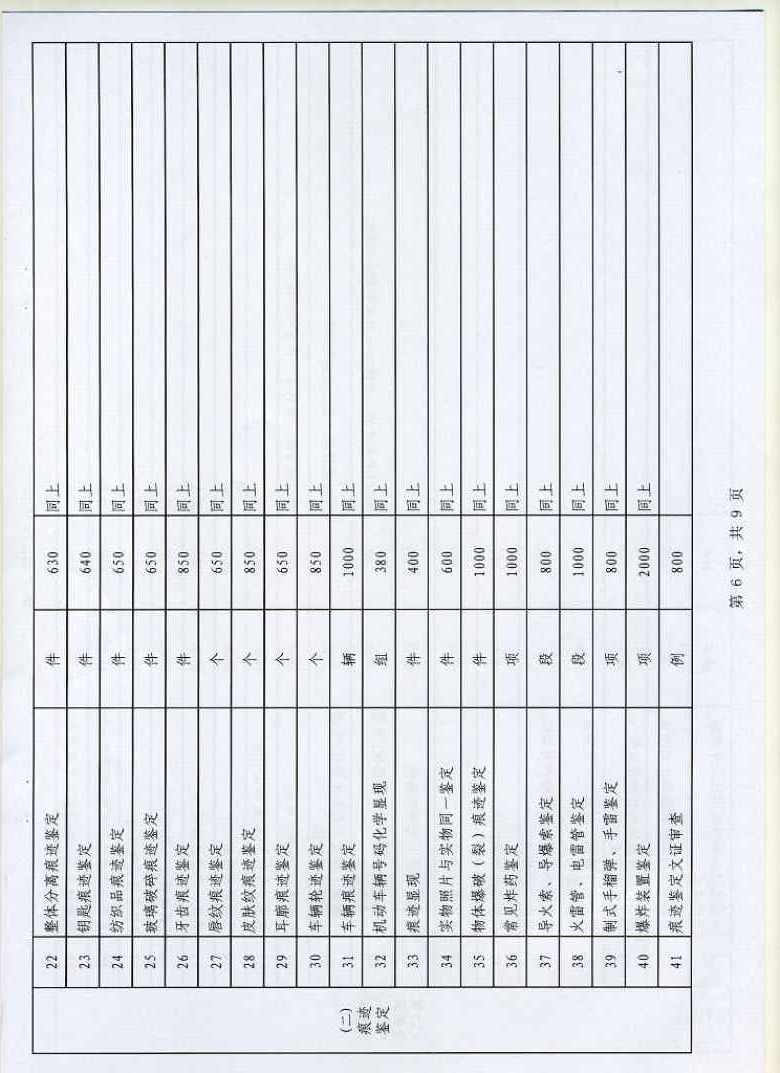 (二)
痕迹
鉴定
22 整体分离痕迹鉴定 件 630 同上
23 钥匙痕迹鉴定 件 640 同上
24 纺织品痕迹鉴定 件 650 同上
25 玻璃破碎痕迹鉴定 件 650 同上
26 牙齿痕迹鉴定 件 850 同上
27 唇纹痕迹鉴定 个 650 同上
28 皮肤纹痕迹鉴定 个 850 同上
29 耳廓痕迹鉴定 个 650 同上
30 车辆轮迹鉴定 个 850 同上
31 车辆痕迹鉴定 辆 1000 同上
32 机动车辆号码化学显现 组 380 同上
33 痕迹显现 件 400 同上
34 实物照片与实物同一鉴定 件 600 同上
35 物体爆破(裂)痕迹鉴定 件 1000 同上
36 常见炸药鉴定 项 1000 同上
37 导火索、导爆索鉴定 段 800 同上
38 火雷管、电雷管鉴定 段 1000 同上
39 制式手榴弹、手雷鉴定 项 800 同上
40 爆炸装置鉴定 项 2000 同上
41 痕迹鉴定文证审查 例 800
第 6 页, 共 9 页